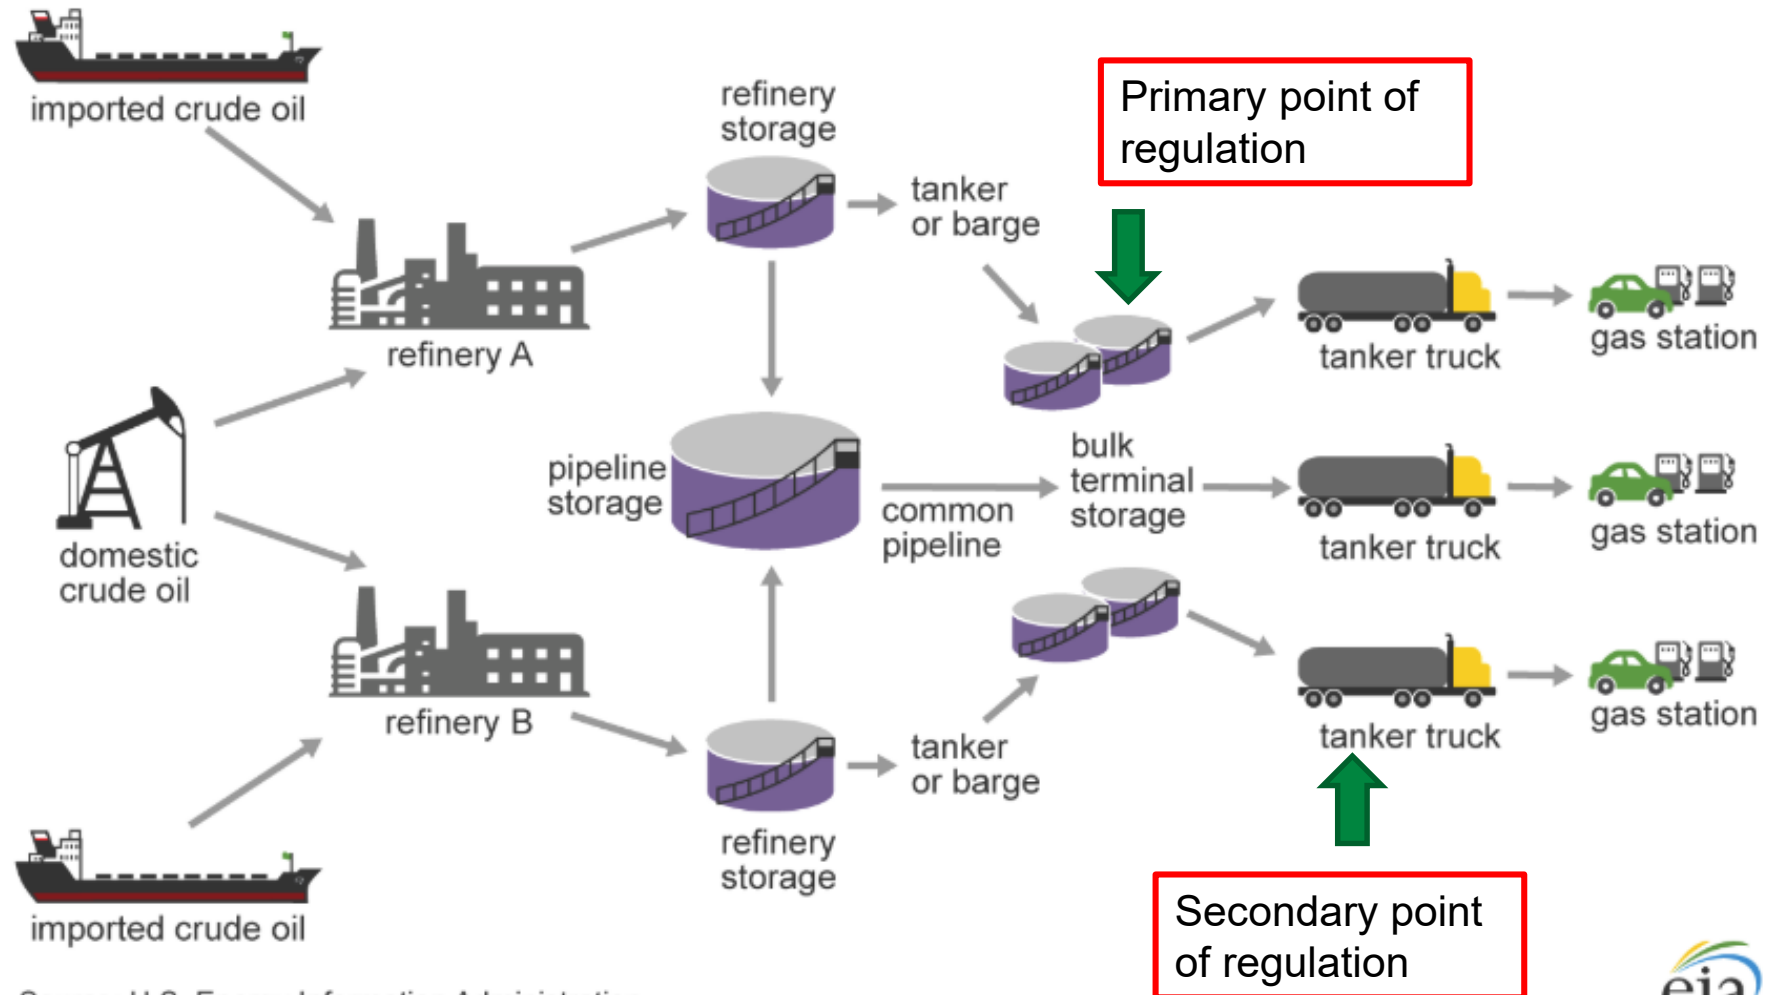 imported crude oil
refinery
storage
Primary point of
regulation
tanker
or barge
refinery A
tanker truck
gas station
pipeline
storage
common
pipeline
bulk
terminal
storage
tanker truck
gas station
domestic
crude oil
refinery B
tanker
or barge
tanker truck
gas station
refinery
storage
imported crude oil
Secondary point
of regulation
eia